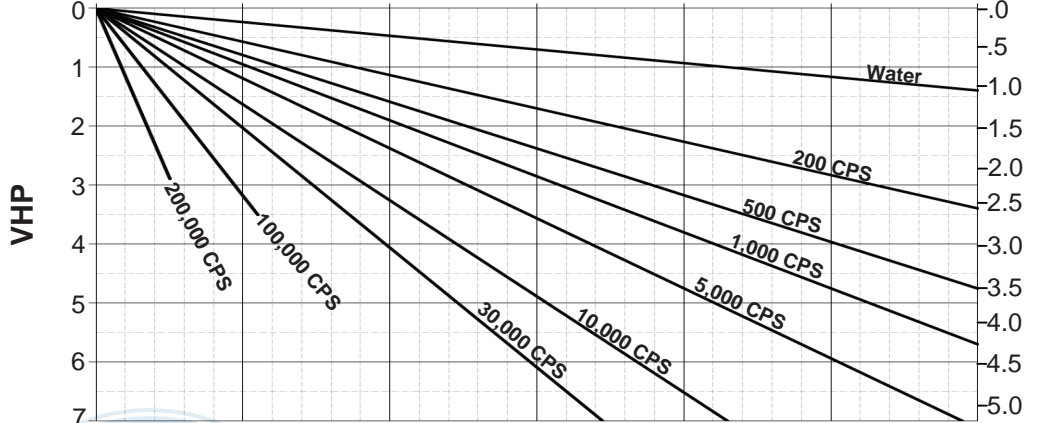 VHP
0
1
2
3
4
5
6
7
Water
200 CPS
500 CPS
1,000 CPS
5,000 CPS
10,000 CPS
30,000 CPS
100,000 CPS
200,000 CPS
.0
.5
1.0
1.5
2.0
2.5
3.0
3.5
4.0
4.5
5.0